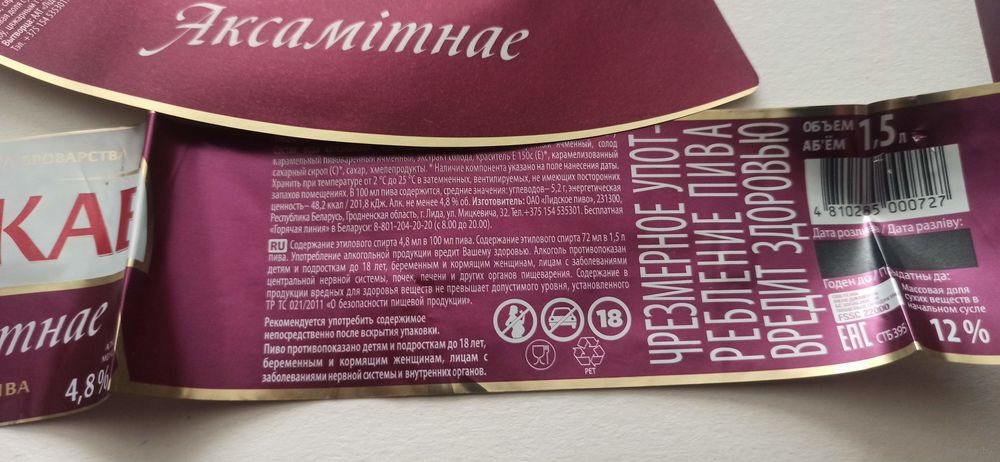 Аксамітнае
Тел. +375 154 535301
БРОВАРСТВА
КАЕ
тнае
4,8%
карамельный пивоваренный ячменный, экстракт солода, краситель Е 150с (Е)*, карамелизованный
сахарный сироп (С)*, сахар, хмелепродукты. * Наличие компонента указано на поле нанесения даты.
Хранить при температуре от 2 °С до 25 °С в затемненных, вентилируемых, не имеющих посторонних
запахов помещениях. В 100 мл пива содержится, средние значения: углеводов– 5,2 г, энергетическая
ценность– 48,2 ккал / 201,8 кДж. Алк. не менее 4,8 % об. Изготовитель: ОАО «Лидское пиво», 231300,
Республика Беларусь, Гродненская область, г. Лида, ул. Мицкевича, 32. Тел.+375 154 535301. Бесплатная
«Горячая линия» в Беларуси: 8-801-204-20-20 (с 8.00 до 20.00).
RU Содержание этилового спирта 4,8 мл в 100 мл пива. Содержание этилового спирта 72 мл в 1,5 л
пива. Употребление алкогольной продукции вредит Вашему здоровью. Алкоголь противопоказан
детям и подросткам до 18 лет, беременным и кормящим женщинам, лицам с заболеваниями
центральной нервной системы, почек, печени и других органов пищеварения. Содержание в
продукции вредных для здоровья веществ не превышает допустимого уровня, установленного
ТР ТС 021/2011 «О безопасности пищевой продукции».
Рекомендуется употребить содержимое
непосредственно после вскрытия упаковки.
Пиво противопоказано детям и подросткам до 18 лет,
беременным и кормящим женщинам, лицам с
заболеваниями нервной системы и внутренних органов.
18
PET
ЧРЕЗМЕРНОЕ УПОТ-
РЕБЛЕНИЕ ПИВА
ВРЕДИТ ЗДОРОВЬЮ
ОБЪЕМ
АБ'ЁМ 1,5 л
4 810285 000727
Дата розлива / Дата разліву:
Годен до / Прыдатны да:
FSSC 22000
Массовая доля
сухих веществ в
начальном сусле
ЕАС СТБ 395 12%